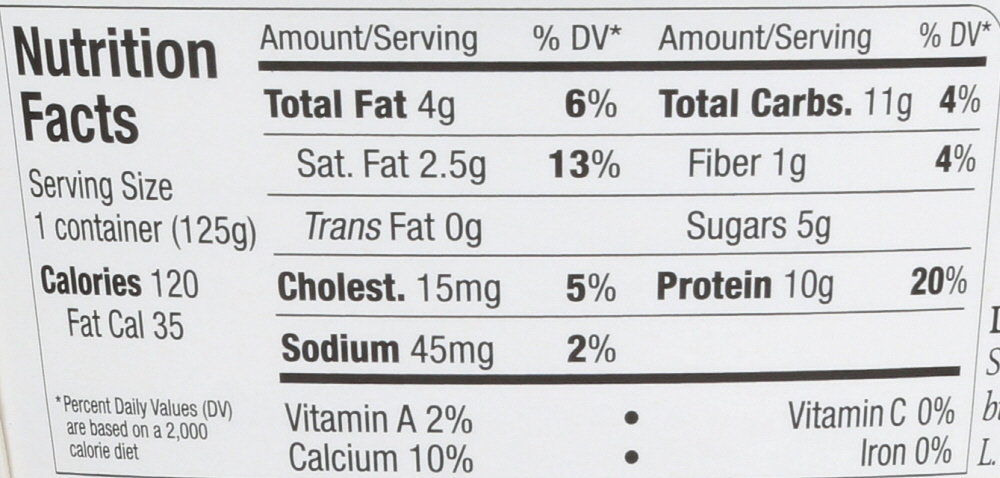 Nutrition
Facts
Serving Size
1 container (125g)
Calories 120
Fat Cal 35
*Percent Daily Values (DV)
are based on a 2,000
calorie diet
Amount/Serving % DV* Amount/Serving % DV*
Total Fat 4g 6% Total Carbs. 11g 4%
Sat. Fat 2.5g 13% Fiber 1g 4%
Trans Fat 0g Sugars 5g
Cholest. 15mg 5% Protein 10g 20%
Sodium 45mg 2%
Vitamin A 2% • Vitamin C 0%
Calcium 10% • Iron 0%
L.